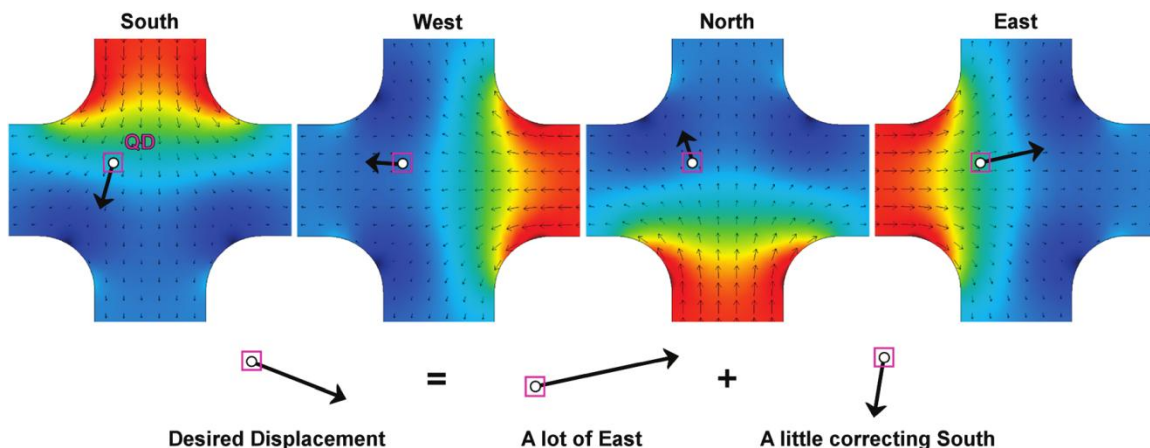 South West North East
QD
= +
Desired Displacement A lot of East A little correcting South